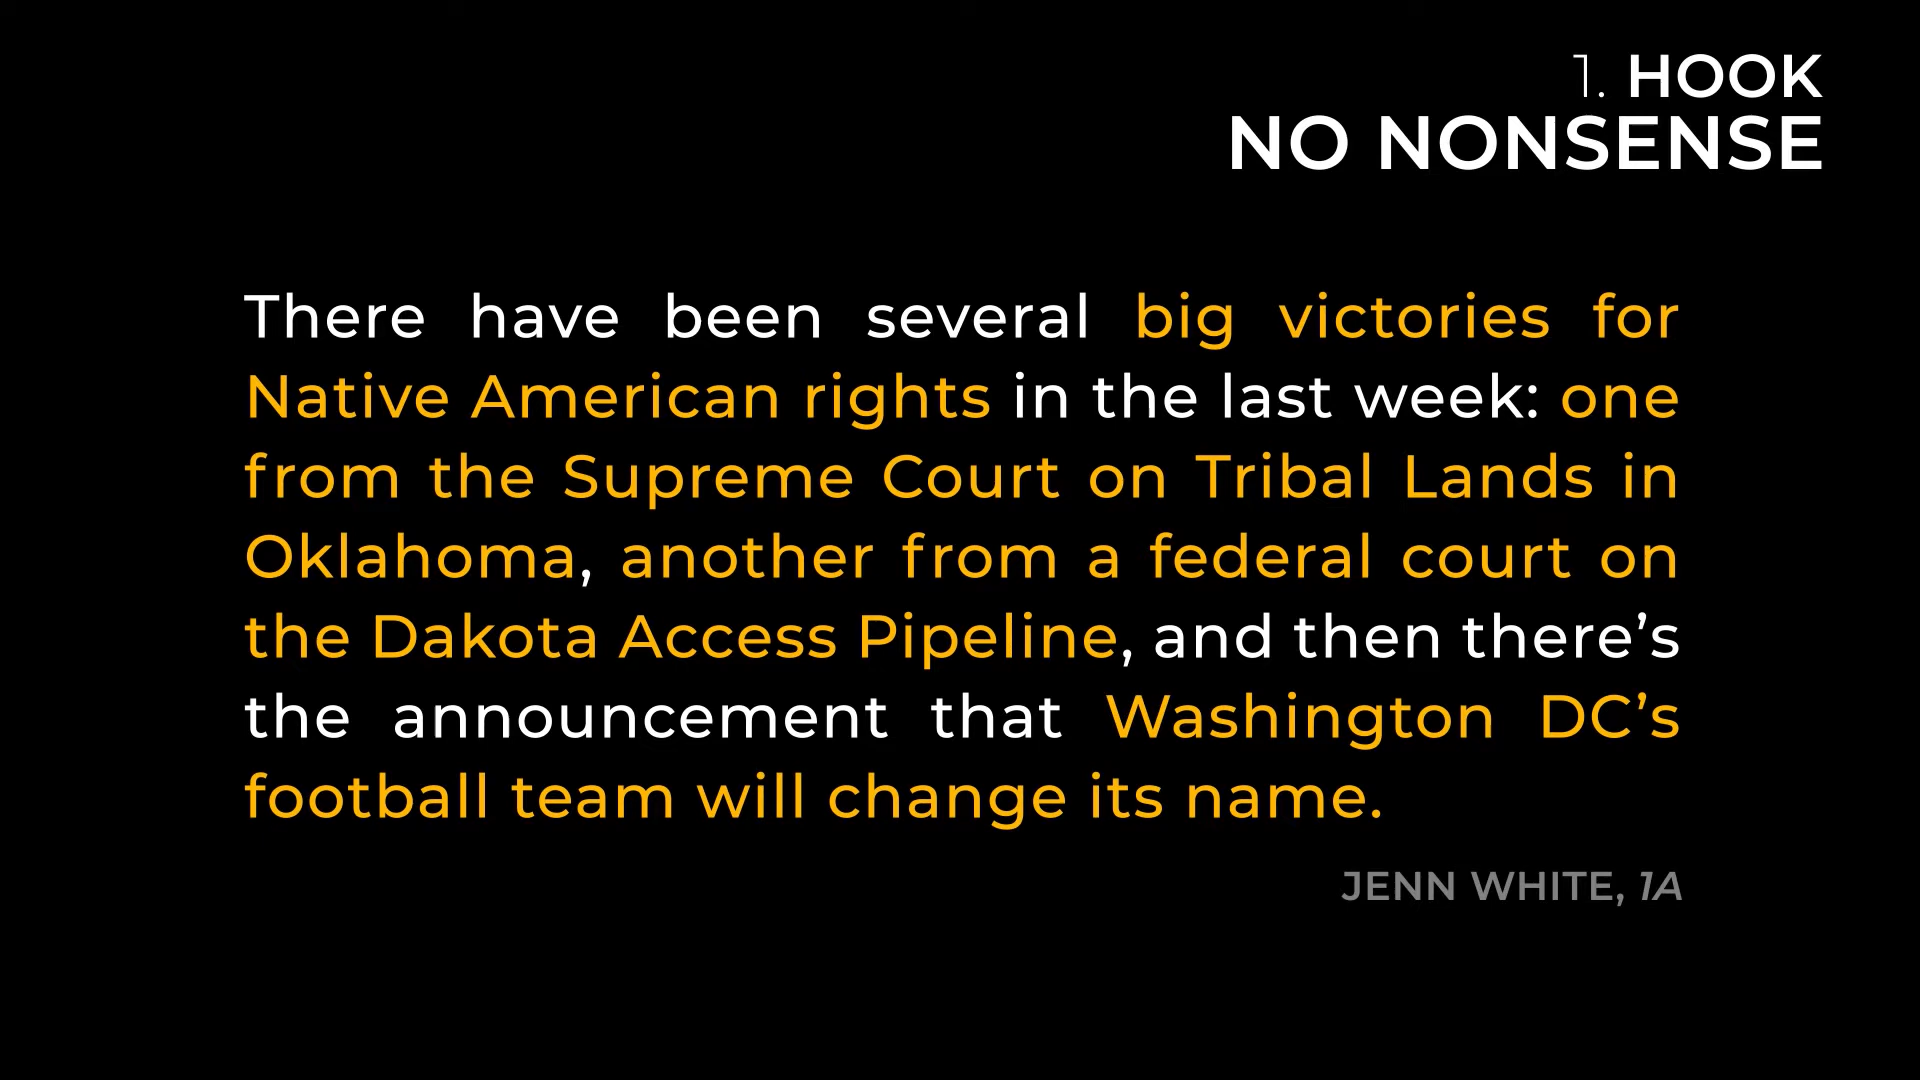 1. HOOK
NO NONSENSE
There have been several big victories for
Native American rights in the last week: one
from the Supreme Court on Tribal Lands in
Oklahoma, another from a federal court on
the Dakota Access Pipeline, and then there’s
the announcement that Washington DC’s
football team will change its name.
JENN WHITE, 1A